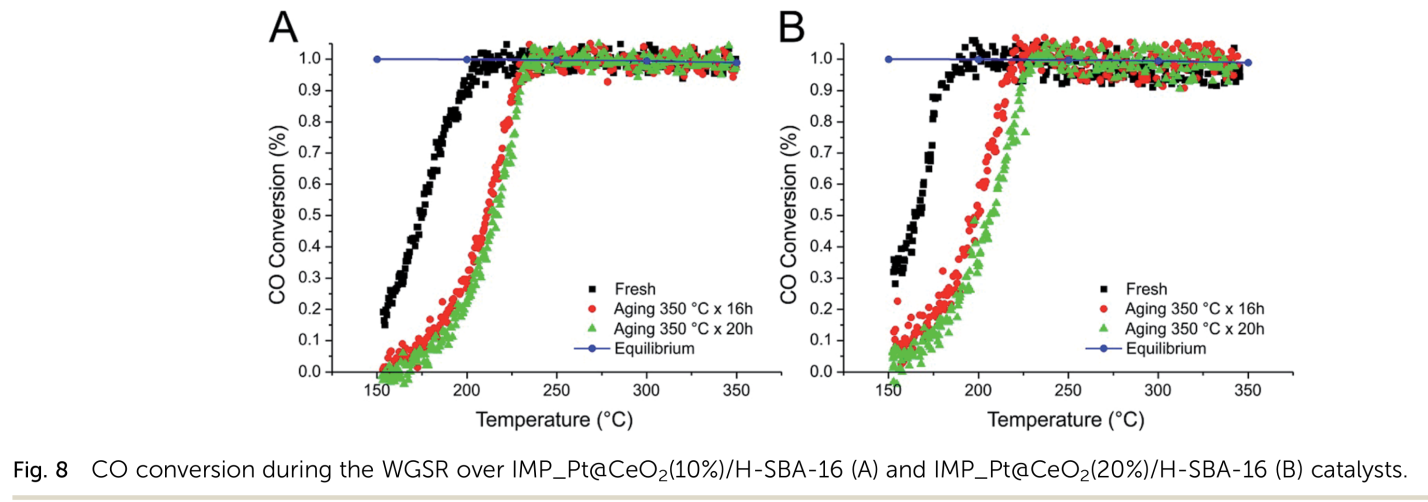 A
CO Conversion (%)
1.0
0.9
0.8
0.7
0.6
0.5
0.4
0.3
0.2
0.1
0.0
150 200 250 300 350
Temperature (°C)
Fresh
Aging 350 °C x 16h
Aging 350 °C x 20h
Equilibrium
B
CO Conversion (%)
1.0
0.9
0.8
0.7
0.6
0.5
0.4
0.3
0.2
0.1
0.0
150 200 250 300 350
Temperature (°C)
Fresh
Aging 350 °C x 16h
Aging 350 °C x 20h
Equilibrium
Fig. 8 CO conversion during the WGSR over IMP_Pt@CeO₂(10%)/H-SBA-16 (A) and IMP_Pt@CeO₂(20%)/H-SBA-16 (B) catalysts.